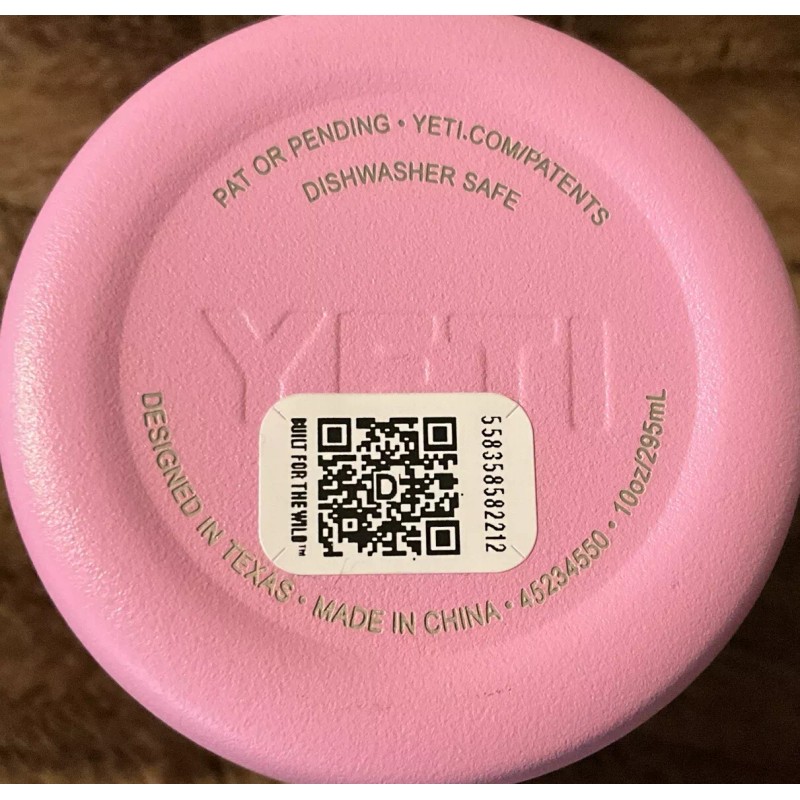 PAT OR PENDING • YETI.COM/PATENTS
DISHWASHER SAFE
YETI
BUILT FOR THE WILD™
D
558358582212
DESIGNED IN TEXAS • MADE IN CHINA • 45234550 • 10oz/295mL